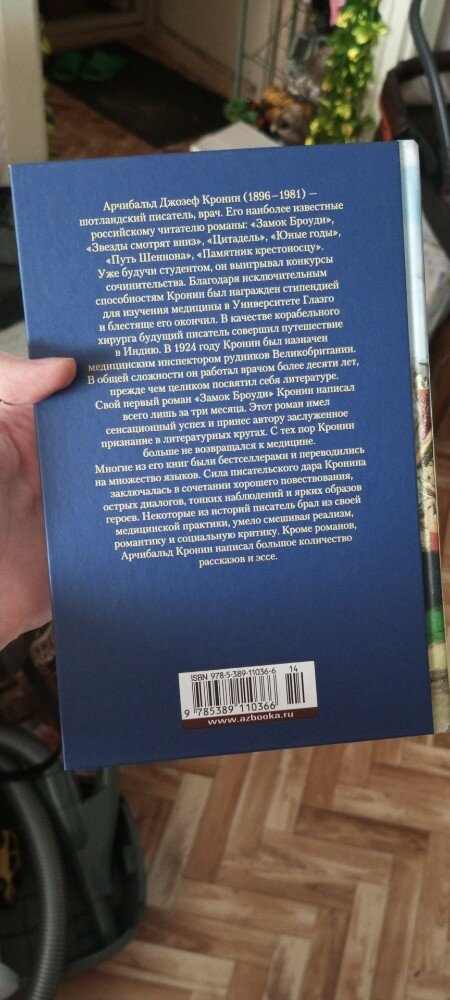 Арчибальд Джозеф Кронин (1896–1981) —
шотландский писатель, врач. Его наиболее известные
российскому читателю романы: «Замок Броуди»,
«Звезды смотрят вниз», «Цитадель», «Юные годы»,
«Путь Шеннона», «Памятник крестоносцу».
Уже будучи студентом, он выигрывал конкурсы
сочинительства. Благодаря исключительным
способностям Кронин был награжден стипендией
для изучения медицины в Университете Глазго
и блестяще его окончил. В качестве корабельного
хирурга будущий писатель совершил путешествие
в Индию. В 1924 году Кронин был назначен
медицинским инспектором рудников Великобритании.
В общей сложности он работал врачом более десяти лет,
прежде чем целиком посвятил себя литературе.
Свой первый роман «Замок Броуди» Кронин написал
всего лишь за три месяца. Этот роман имел
сенсационный успех и принес автору заслуженное
признание в литературных кругах. С тех пор Кронин
больше не возвращался к медицине.
Многие из его книг были бестселлерами и переводились
на множество языков. Сила писательского дара Кронина
заключалась в сочетании хорошего повествования,
острых диалогов, тонких наблюдений и ярких образов
героев. Некоторые из историй писатель брал из своей
медицинской практики, умело смешивая реализм,
романтику и социальную критику. Кроме романов,
Арчибальд Кронин написал большое количество
рассказов и эссе.
ISBN 978-5-389-11036-6 14
9 785389 110366
www.azbooka.ru